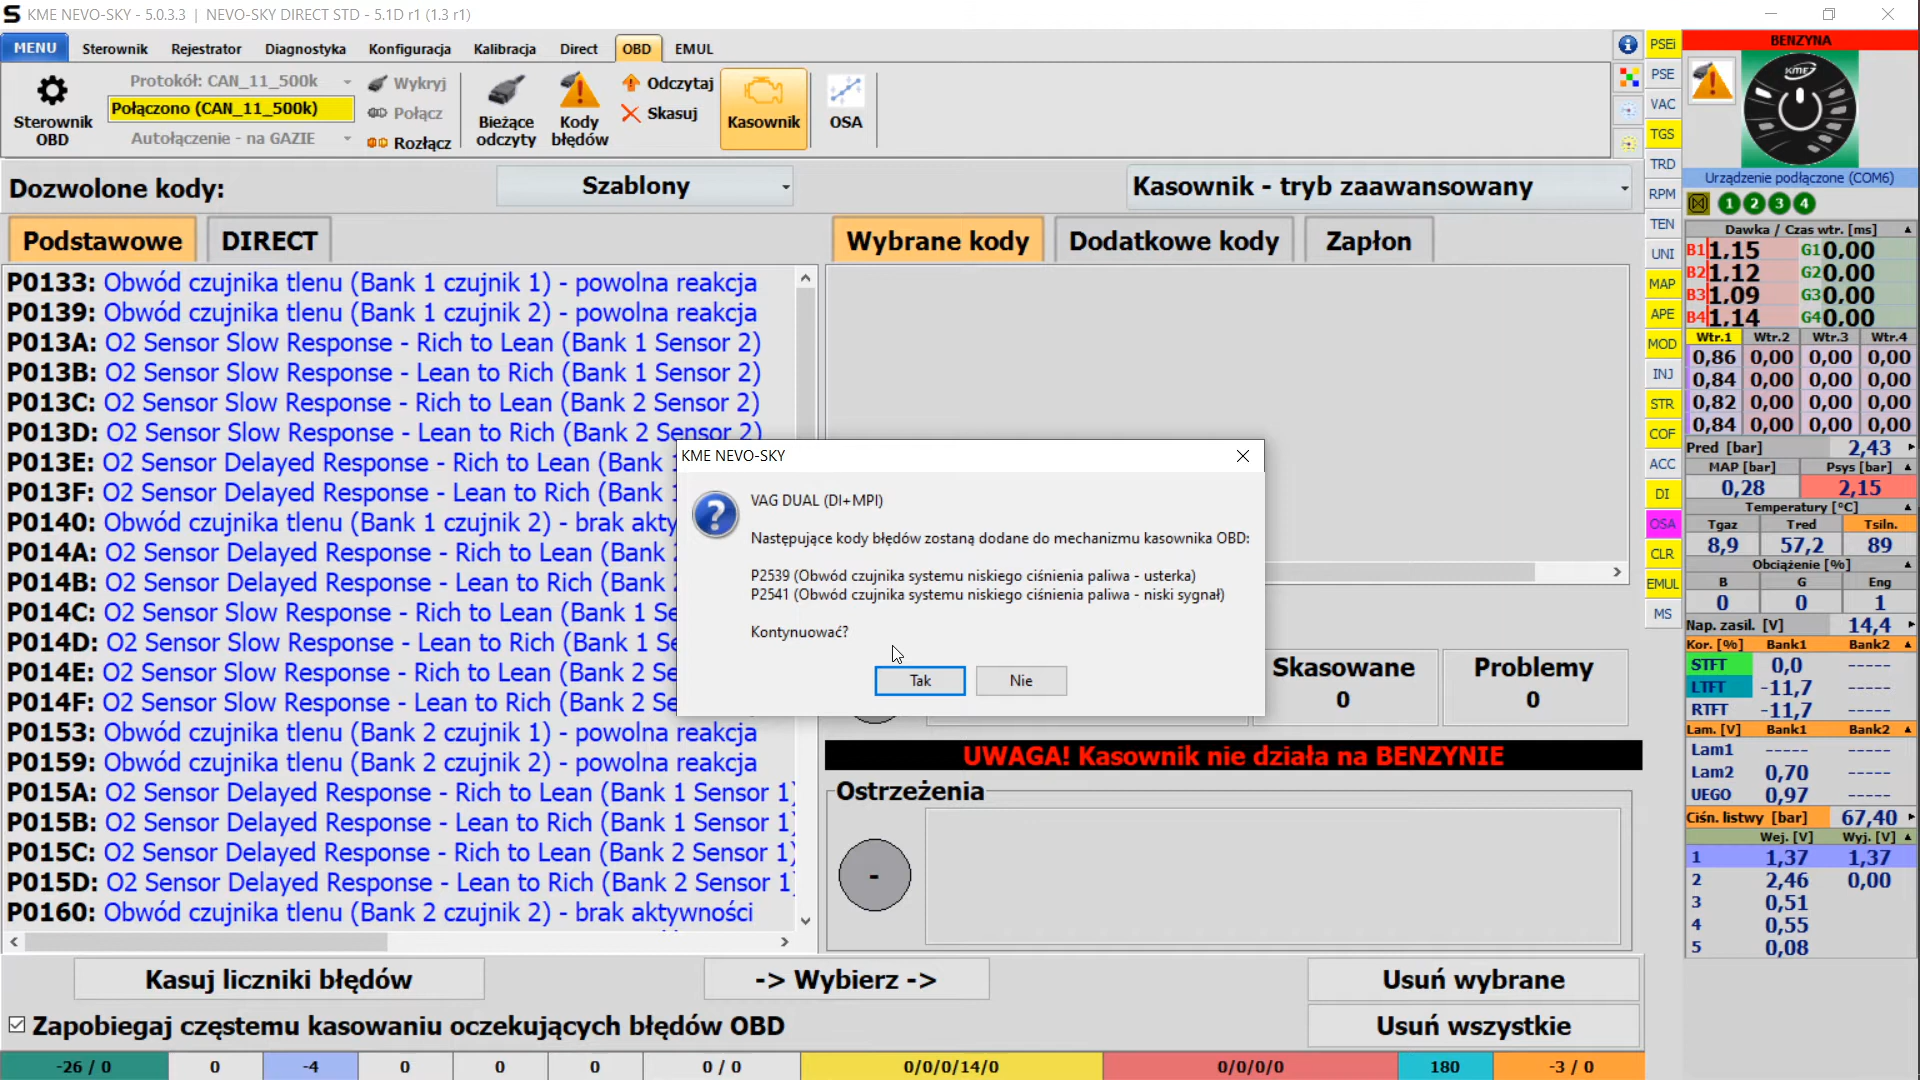 KME NEVO-SKY - 5.0.3.3 | NEVO-SKY DIRECT STD - 5.1D r1 (1.3 r1)
MENU Sterownik Rejestrator Diagnostyka Konfiguracja Kalibracja Direct OBD EMUL
Sterownik OBD
Protokół: CAN_11_500k
Połączono (CAN_11_500k)
Autołączenie - na GAZIE
Wykryj
Połącz
Rozłącz
Bieżące odczyty
Kody błędów
Odczytaj
Skasuj
Kasownik
OSA
Dozwolone kody:
Szablony
Kasownik - tryb zaawansowany
Podstawowe DIRECT
Wybrane kody Dodatkowe kody Zapłon
P0133: Obwód czujnika tlenu (Bank 1 czujnik 1) - powolna reakcja
P0139: Obwód czujnika tlenu (Bank 1 czujnik 2) - powolna reakcja
P013A: O2 Sensor Slow Response - Rich to Lean (Bank 1 Sensor 2)
P013B: O2 Sensor Slow Response - Lean to Rich (Bank 1 Sensor 2)
P013C: O2 Sensor Slow Response - Rich to Lean (Bank 2 Sensor 2)
P013D: O2 Sensor Slow Response - Lean to Rich (Bank 2 Sensor 2)
P013E: O2 Sensor Delayed Response - Rich to Lean (Bank
P013F: O2 Sensor Delayed Response - Lean to Rich (Bank
P0140: Obwód czujnika tlenu (Bank 1 czujnik 2) - brak akty
P014A: O2 Sensor Delayed Response - Rich to Lean (Bank
P014B: O2 Sensor Delayed Response - Lean to Rich (Bank
P014C: O2 Sensor Slow Response - Rich to Lean (Bank 1 Se
P014D: O2 Sensor Slow Response - Lean to Rich (Bank 1 Se
P014E: O2 Sensor Slow Response - Rich to Lean (Bank 2 Se
P014F: O2 Sensor Slow Response - Lean to Rich (Bank 2 Se
P0153: Obwód czujnika tlenu (Bank 2 czujnik 1) - powolna reakcja
P0159: Obwód czujnika tlenu (Bank 2 czujnik 2) - powolna reakcja
P015A: O2 Sensor Delayed Response - Rich to Lean (Bank 1 Sensor 1)
P015B: O2 Sensor Delayed Response - Lean to Rich (Bank 1 Sensor 1)
P015C: O2 Sensor Delayed Response - Rich to Lean (Bank 2 Sensor 1)
P015D: O2 Sensor Delayed Response - Lean to Rich (Bank 2 Sensor 1
P0160: Obwód czujnika tlenu (Bank 2 czujnik 2) - brak aktywności
KME NEVO-SKY
VAG DUAL (DI+MPI)
Następujące kody błędów zostaną dodane do mechanizmu kasownika OBD:
P2539 (Obwód czujnika systemu niskiego ciśnienia paliwa - usterka)
P2541 (Obwód czujnika systemu niskiego ciśnienia paliwa - niski sygnał)
Kontynuować?
Tak Nie
Skasowane
0
Problemy
0
UWAGA! Kasownik nie działa na BENZYNIE
Ostrzeżenia
-
Kasuj liczniki błędów
-> Wybierz ->
Usuń wybrane
Zapobiegaj częstemu kasowaniu oczekujących błędów OBD
Usuń wszystkie
-26 / 0 0 -4 0 0 0 0 / 0 0/0/0/14/0 0/0/0/0 180 -3 / 0
PSEi
PSE
VAC
TGS
TRD
RPM
TEN
UNI
MAP
APE
MOD
INJ
STR
COF
ACC
DI
OSA
CLR
EMUL
MS
BENZYNA
KME
Urządzenie podłączone (COM6)
1 2 3 4
Dawka / Czas wtr. [ms]
B1 1,15 G1 0,00
B2 1,12 G2 0,00
B3 1,09 G3 0,00
B4 1,14 G4 0,00
Wtr.1 Wtr.2 Wtr.3 Wtr.4
0,86 0,00 0,00 0,00
0,84 0,00 0,00 0,00
0,82 0,00 0,00 0,00
0,84 0,00 0,00 0,00
Pred [bar] 2,43
MAP [bar] Psys [bar]
0,28 2,15
Temperatury [°C]
Tgaz Tred Tsiln.
8,9 57,2 89
Obciążenie [%]
B G Eng
0 0 1
Nap. zasil. [V] 14,4
Kor. [%] Bank1 Bank2
STFT 0,0 -----
LTFT -11,7 -----
RTFT -11,7 -----
Lam. [V] Bank1 Bank2
Lam1 ----- -----
Lam2 0,70 -----
UEGO 0,97 -----
Ciśn. listwy [bar] 67,40
Wej. [V] Wyj. [V]
1 1,37 1,37
2 2,46 0,00
3 0,51
4 0,55
5 0,08